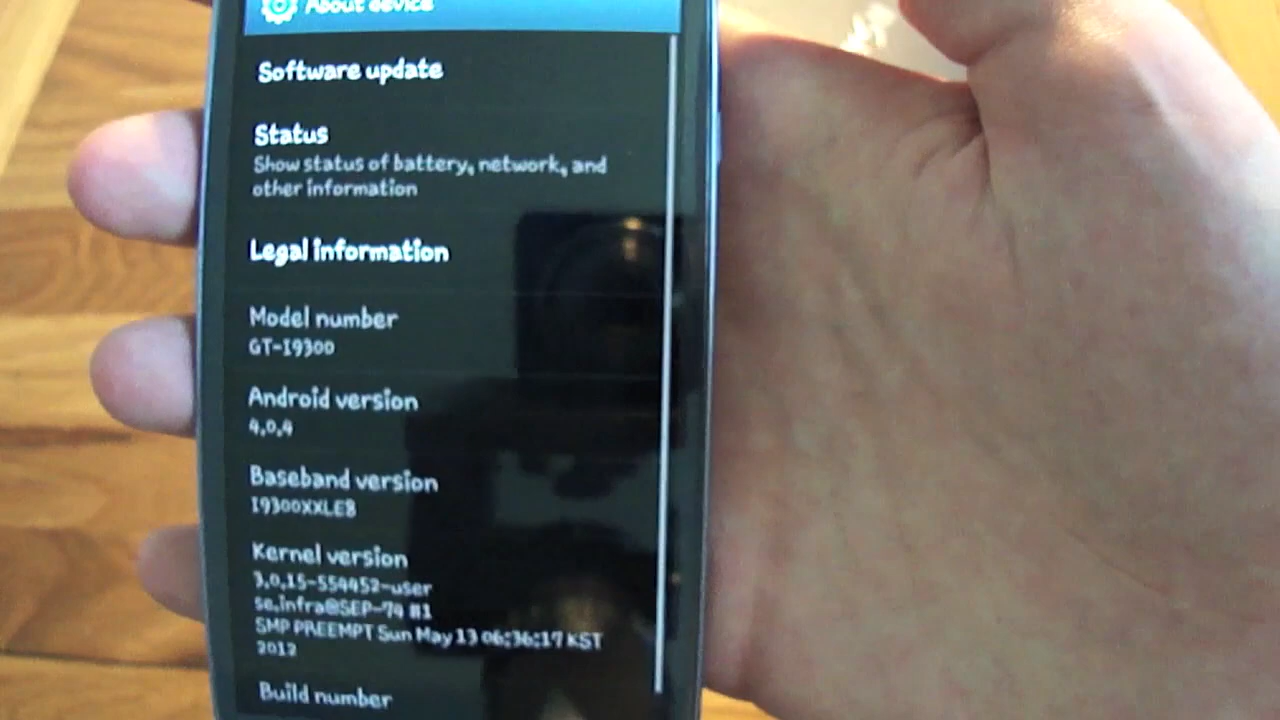 About device
Software update
Status
Show status of battery, network, and
other information
Legal information
Model number
GT-I9300
Android version
4.0.4
Baseband version
I9300XXLE8
Kernel version
3.0.15-554452-user
se.infra@SEP-74 #1
SMP PREEMPT Sun May 13 06:36:17 KST
2012
Build number